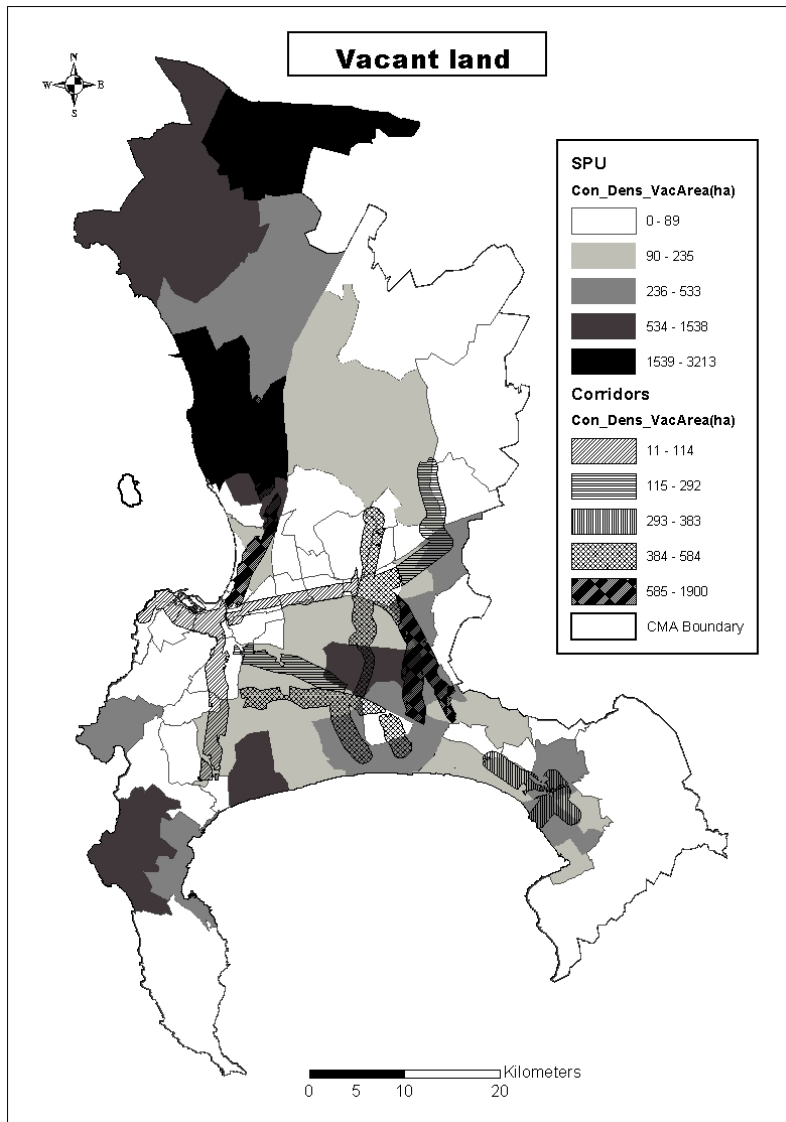 Vacant land
N
W E
S
SPU
Con_Dens_VacArea(ha)
0 - 89
90 - 235
236 - 533
534 - 1538
1539 - 3213
Corridors
Con_Dens_VacArea(ha)
11 - 114
115 - 292
293 - 383
384 - 584
585 - 1900
CMA Boundary
Kilometers
0 5 10 20